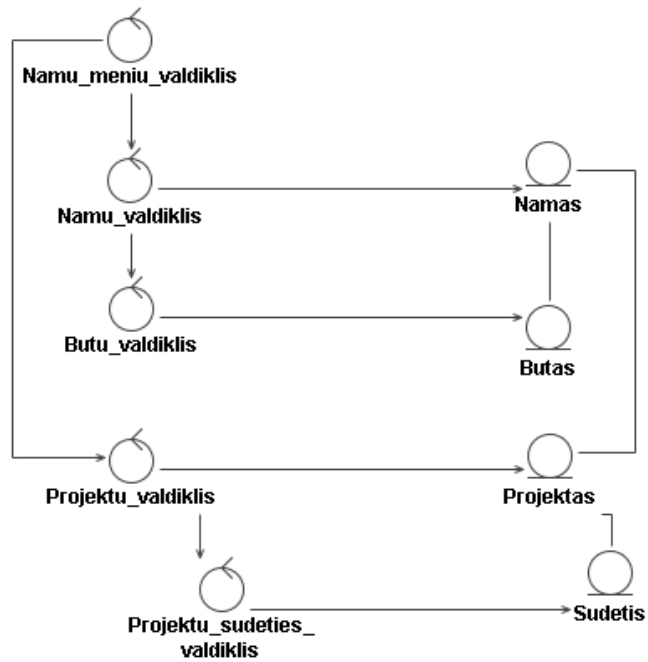 Namu_meniu_valdiklis
Namu_valdiklis
Namas
Butu_valdiklis
Butas
Projektu_valdiklis
Projektas
Projektu_sudeties_
valdiklis
Sudetis